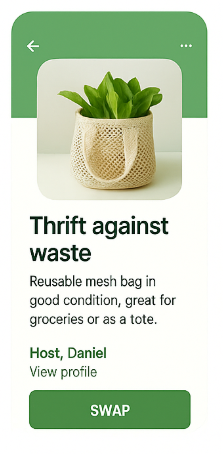 Thrift against
waste
Reusable mesh bag in
good condition, great for
groceries or as a tote.
Host, Daniel
View profile
SWAP